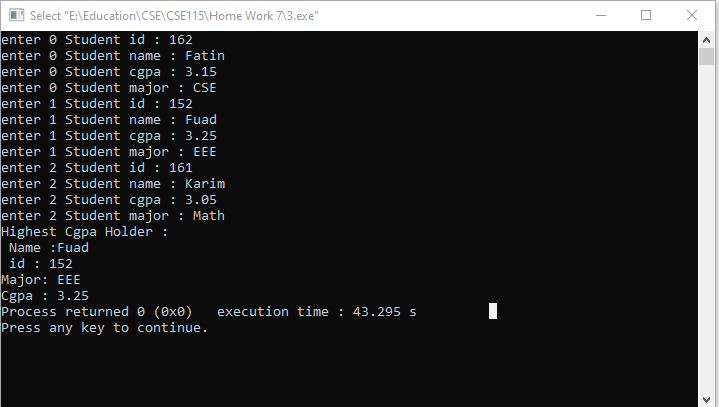 Select "E:\Education\CSE\CSE115\Home Work 7\3.exe"
enter 0 Student id : 162
enter 0 Student name : Fatin
enter 0 Student cgpa : 3.15
enter 0 Student major : CSE
enter 1 Student id : 152
enter 1 Student name : Fuad
enter 1 Student cgpa : 3.25
enter 1 Student major : EEE
enter 2 Student id : 161
enter 2 Student name : Karim
enter 2 Student cgpa : 3.05
enter 2 Student major : Math
Highest Cgpa Holder :
 Name :Fuad
 id : 152
Major: EEE
Cgpa : 3.25
Process returned 0 (0x0)   execution time : 43.295 s
Press any key to continue.